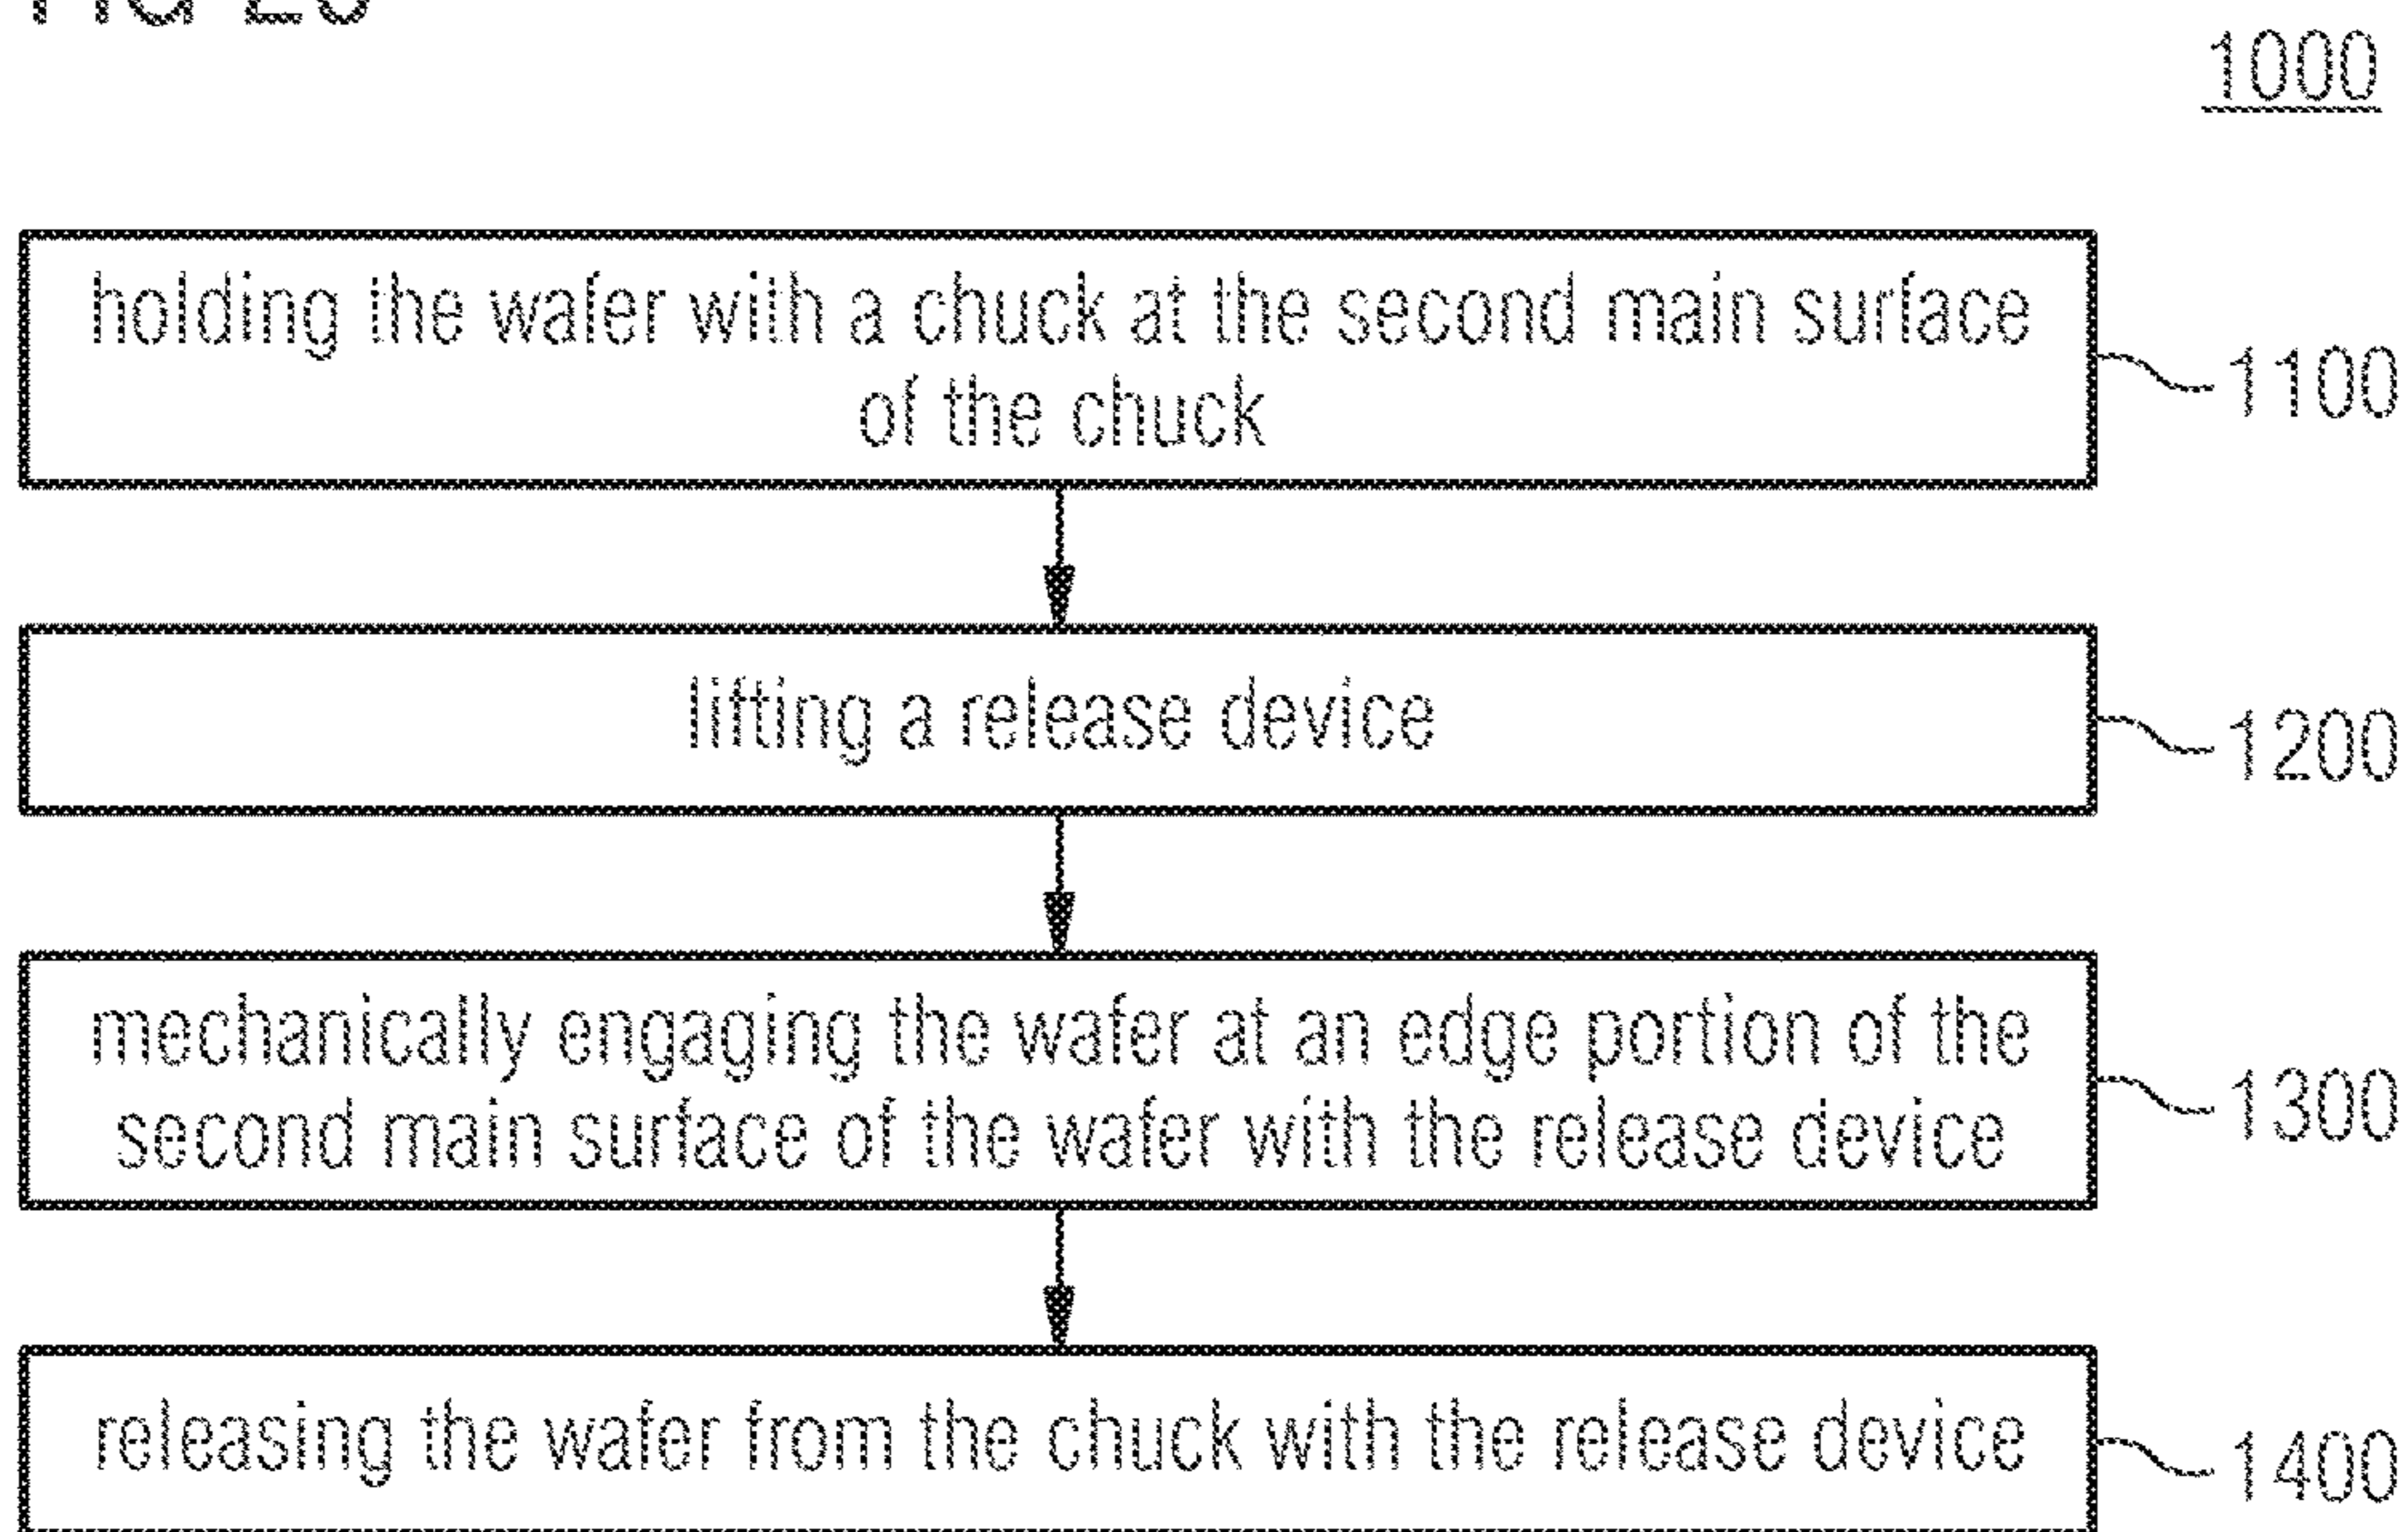 1000
holding the wafer with a chuck at the second main surface
of the chuck
1100
lifting a release device
1200
mechanically engaging the wafer at an edge portion of the
second main surface of the wafer with the release device
1300
releasing the wafer from the chuck with the release device
1400